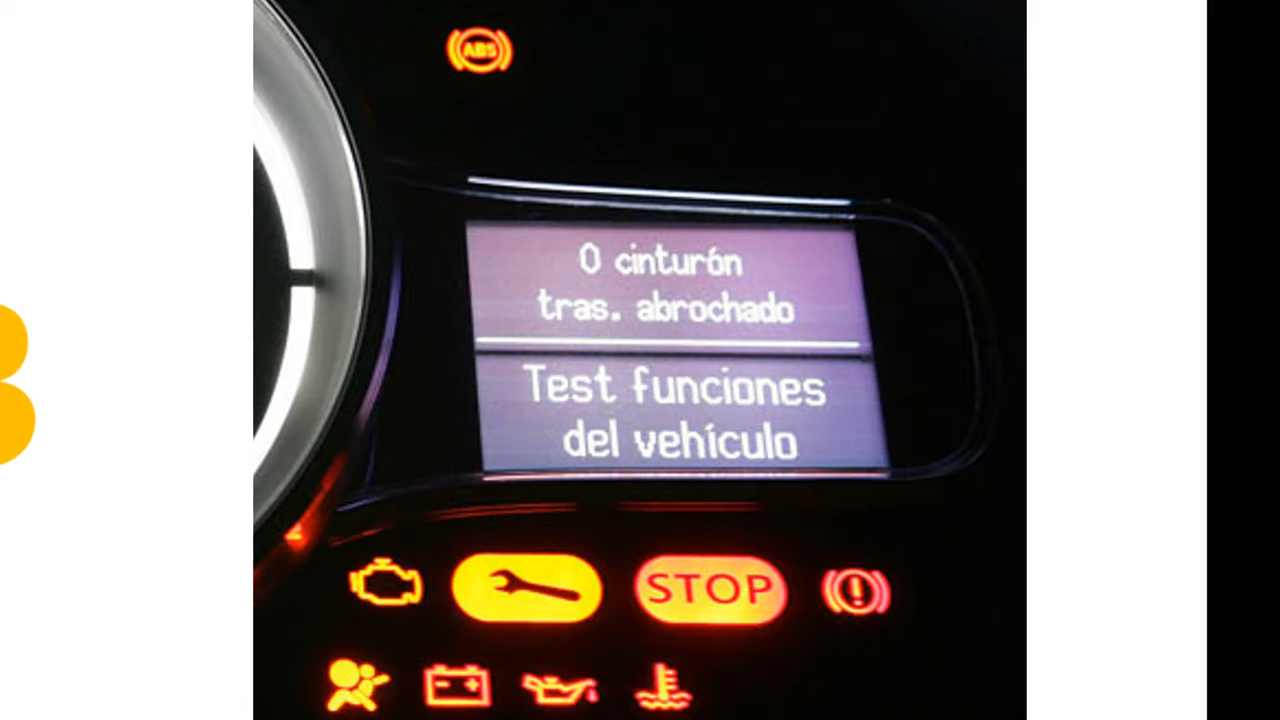 ABS
0 cinturón
tras. abrochado
Test funciones
del vehículo
STOP